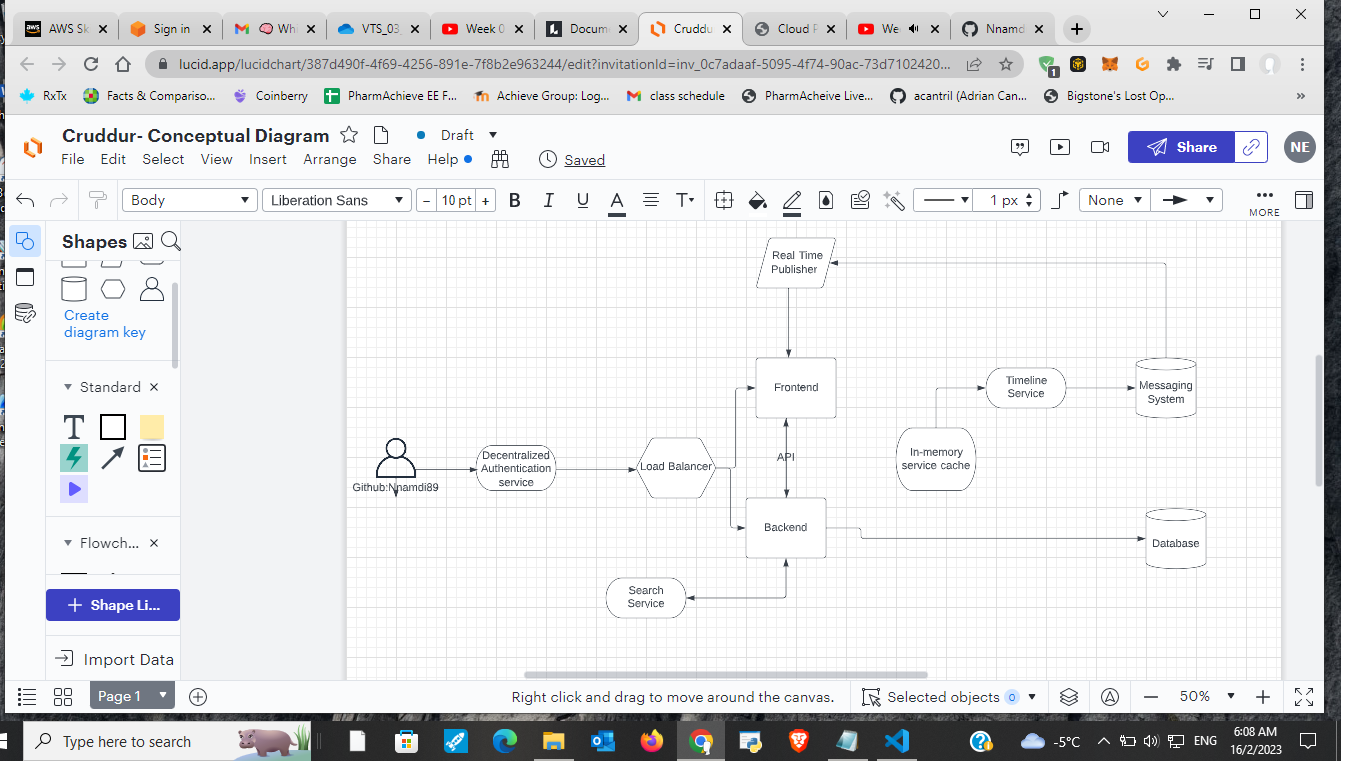 aws
AWS Sk
Sign in
Whi
VTS_03_
Week 0
Docum
Cruddu
Cloud P
We
Nnamd
lucid.app/lucidchart/387d490f-4f69-4256-891e-7f8b2e963244/edit?invitationId=inv_0c7adaaf-5095-4f74-90ac-73d7102420...
1
RxTx
Facts & Compariso...
Coinberry
PharmAchieve EE F...
Achieve Group: Log...
class schedule
PharmAcheive Live...
acantril (Adrian Can...
Bigstone's Lost Op...
»
Cruddur- Conceptual Diagram
Draft
File Edit Select View Insert Arrange Share Help
Saved
Share
NE
Body
Liberation Sans
- 10 pt +
B I U A T
1 px
None
MORE
Shapes
Create
diagram key
Standard
T
Flowch...
+ Shape Li...
Import Data
Real Time
Publisher
Frontend
Timeline
Service
Messaging
System
Decentralized
Authentication
service
Load Balancer
API
In-memory
service cache
Github:Nnamdi89
Backend
Database
Search
Service
Page 1
Right click and drag to move around the canvas.
Selected objects 0
50%
Type here to search
-5°C
ENG
6:08 AM
16/2/2023